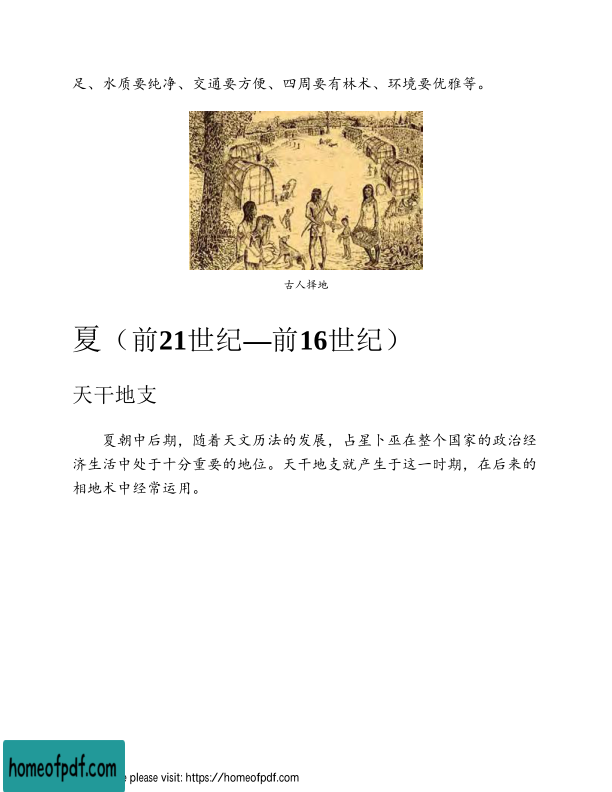 足、水质要纯净、交通要方便、四周要有林术、环境要优雅等。
古人择地
夏（前21世纪—前16世纪）
天干地支
夏朝中后期，随着天文历法的发展，占星卜巫在整个国家的政治经
济生活中处于十分重要的地位。天干地支就产生于这一时期，在后来的
相地术中经常运用。
homeofpdf.com
please visit: https://homeofpdf.com